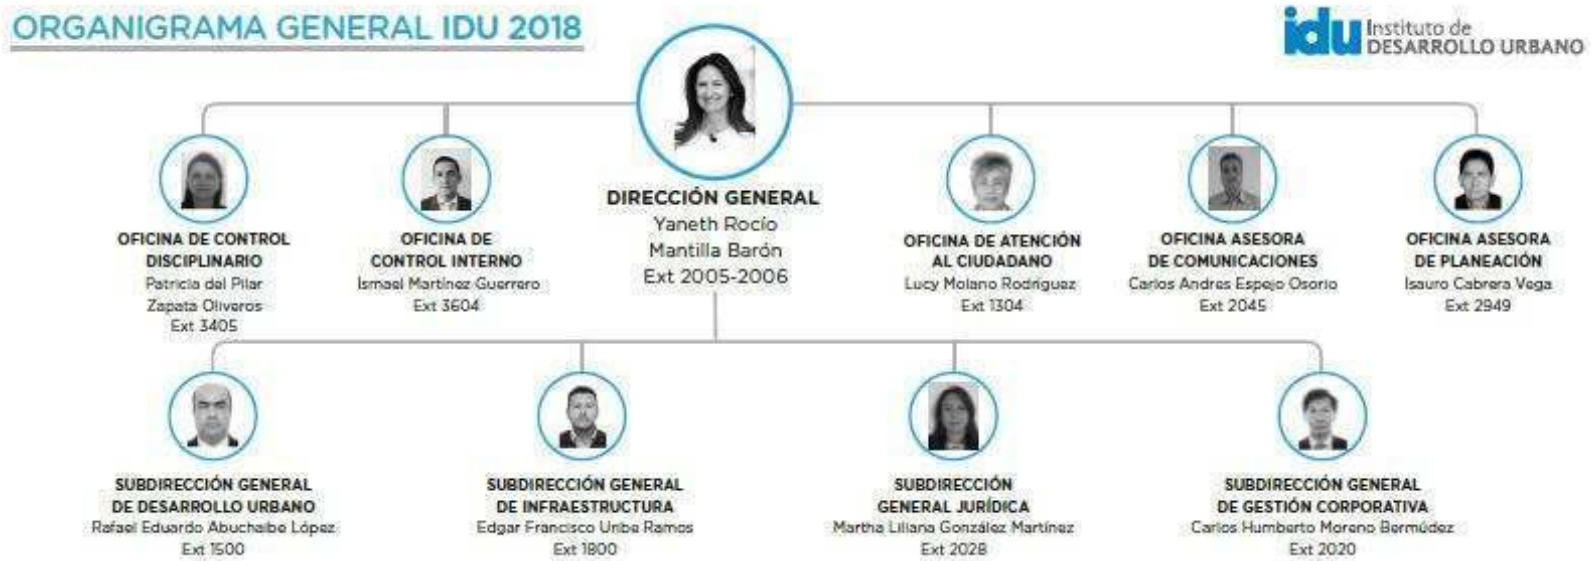 ORGANIGRAMA GENERAL IDU 2018
idu Instituto de
DESARROLLO URBANO
DIRECCIÓN GENERAL
Yaneth Rocío
Mantilla Barón
Ext 2005-2006
OFICINA DE CONTROL
DISCIPLINARIO
Patricia del Pilar
Zapata Oliveros
Ext 3405
OFICINA DE
CONTROL INTERNO
Ismael Martínez Guerrero
Ext 3604
OFICINA DE ATENCIÓN
AL CIUDADANO
Lucy Molano Rodríguez
Ext 1304
OFICINA ASESORA
DE COMUNICACIONES
Carlos Andres Espejo Osorio
Ext 2045
OFICINA ASESORA
DE PLANEACIÓN
Isauro Cabrera Vega
Ext 2949
SUBDIRECCIÓN GENERAL
DE DESARROLLO URBANO
Rafael Eduardo Abuchaibe López
Ext 1500
SUBDIRECCIÓN GENERAL
DE INFRAESTRUCTURA
Edgar Francisco Uribe Ramos
Ext 1800
SUBDIRECCIÓN
GENERAL JURÍDICA
Martha Liliana González Martínez
Ext 2028
SUBDIRECCIÓN GENERAL
DE GESTIÓN CORPORATIVA
Carlos Humberto Moreno Bermúdez
Ext 2020